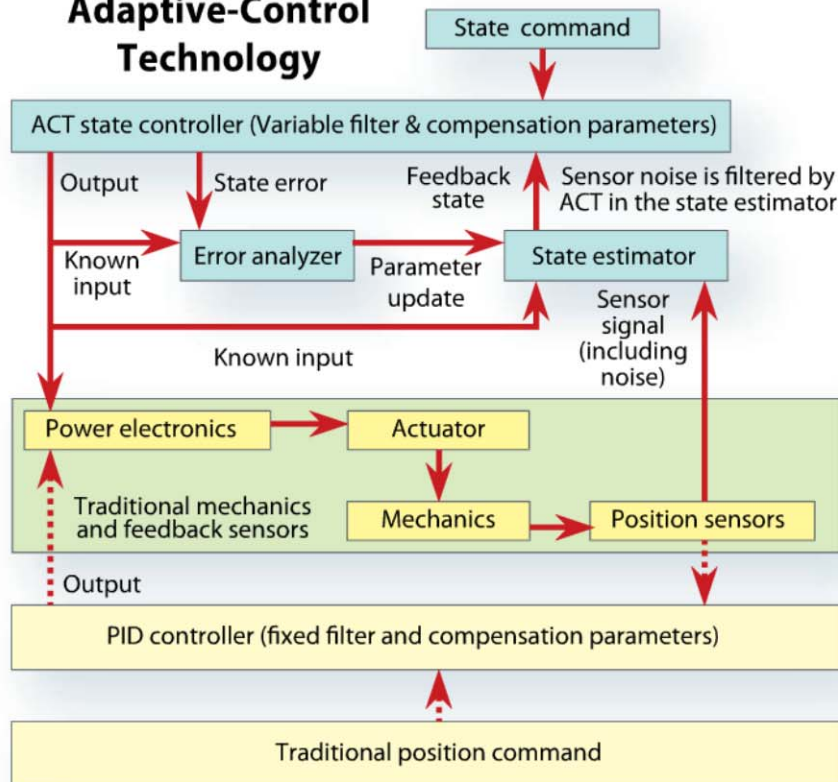 Adaptive-Control
Technology
State command
ACT state controller (Variable filter & compensation parameters)
Output
State error
Feedback
state
Sensor noise is filtered by
ACT in the state estimator
Known
input
Error analyzer
Parameter
update
State estimator
Known input
Sensor
signal
(including
noise)
Power electronics
Actuator
Traditional mechanics
and feedback sensors
Mechanics
Position sensors
Output
PID controller (fixed filter and compensation parameters)
Traditional position command